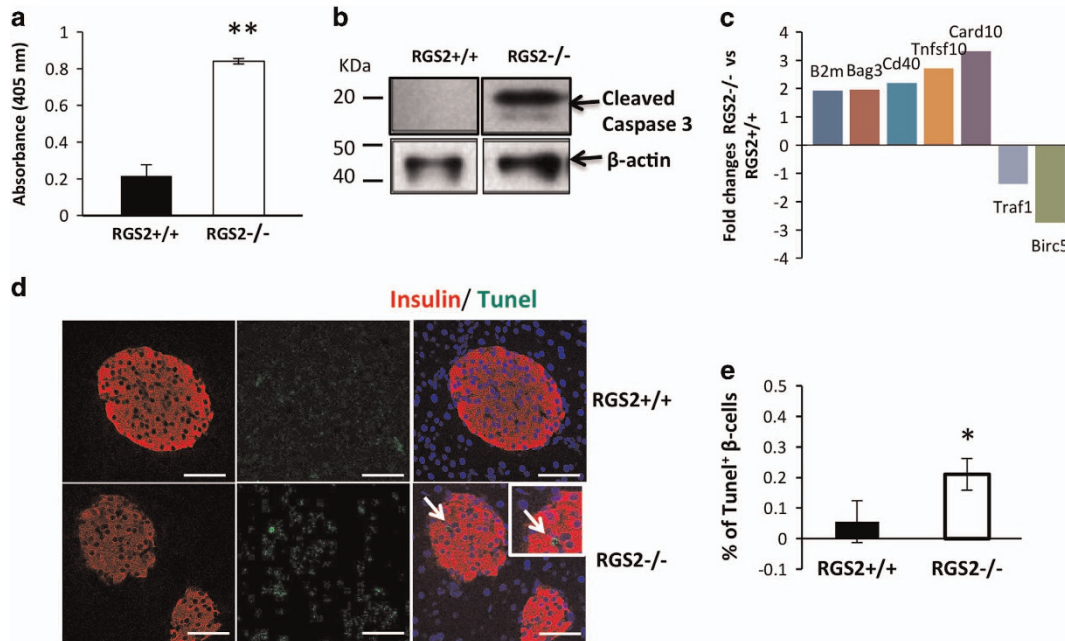 a
Absorbance (405 nm)
1
0.8
0.6
0.4
0.2
0
**
RGS2+/+
RGS2-/-
b
RGS2+/+
RGS2-/-
KDa
20
50
40
Cleaved
Caspase 3
β-actin
c
Fold changes RGS2-/- vs
RGS2+/+
4
3
2
1
0
-1
-2
-3
-4
B2m
Bag3
Cd40
Tnfsf10
Card10
Traf1
Birc5
d
Insulin/ Tunel
RGS2+/+
RGS2-/-
e
% of Tunel⁺ β-cells
0.5
0.4
0.3
0.2
0.1
0
-0.1
*
RGS2+/+
RGS2-/-